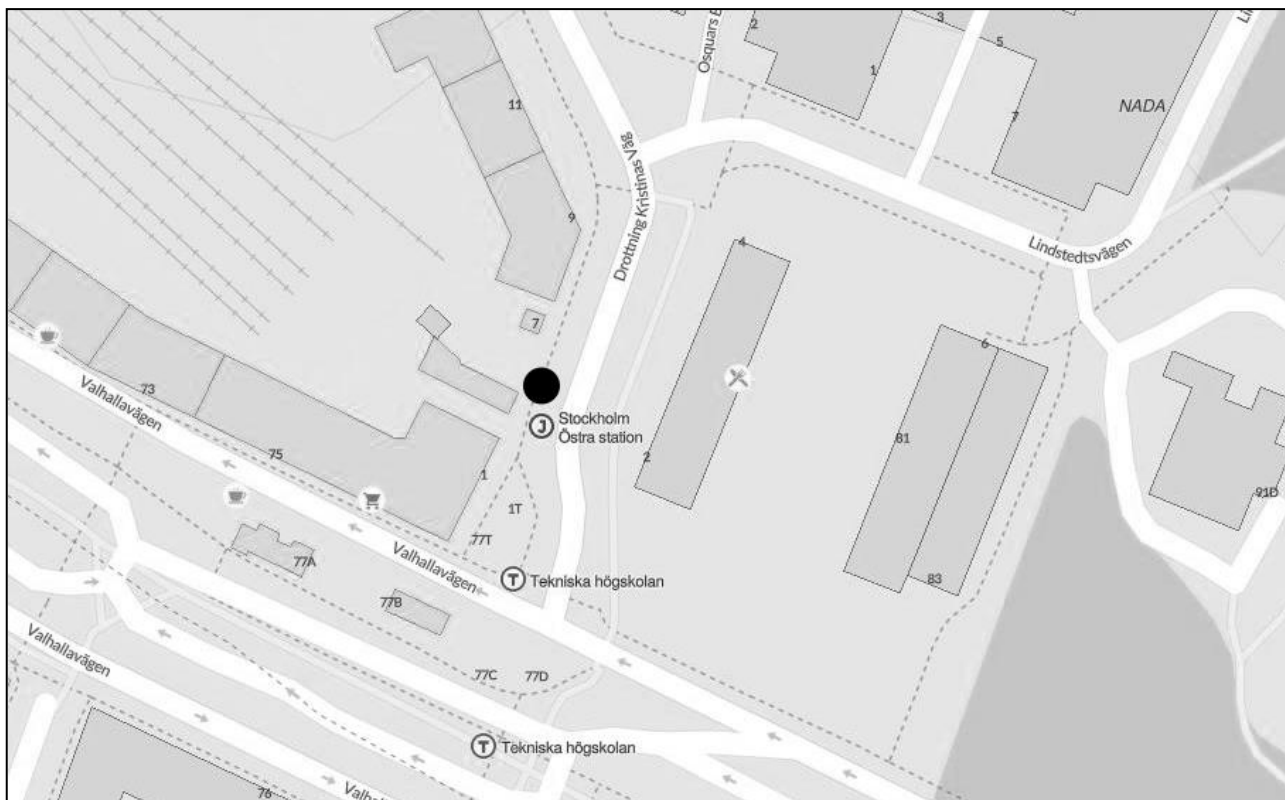 2
3
5
1
7
NADA
Osquars B
11
Drottning Kristinas Väg
9
4
Lindstedtsvägen
7
6
73
Valhallavägen
Stockholm
Östra station
75
1
2
81
91D
1T
77T
Valhallavägen
77A
Tekniska högskolan
83
77B
Valhallavägen
77C
77D
Tekniska högskolan
76